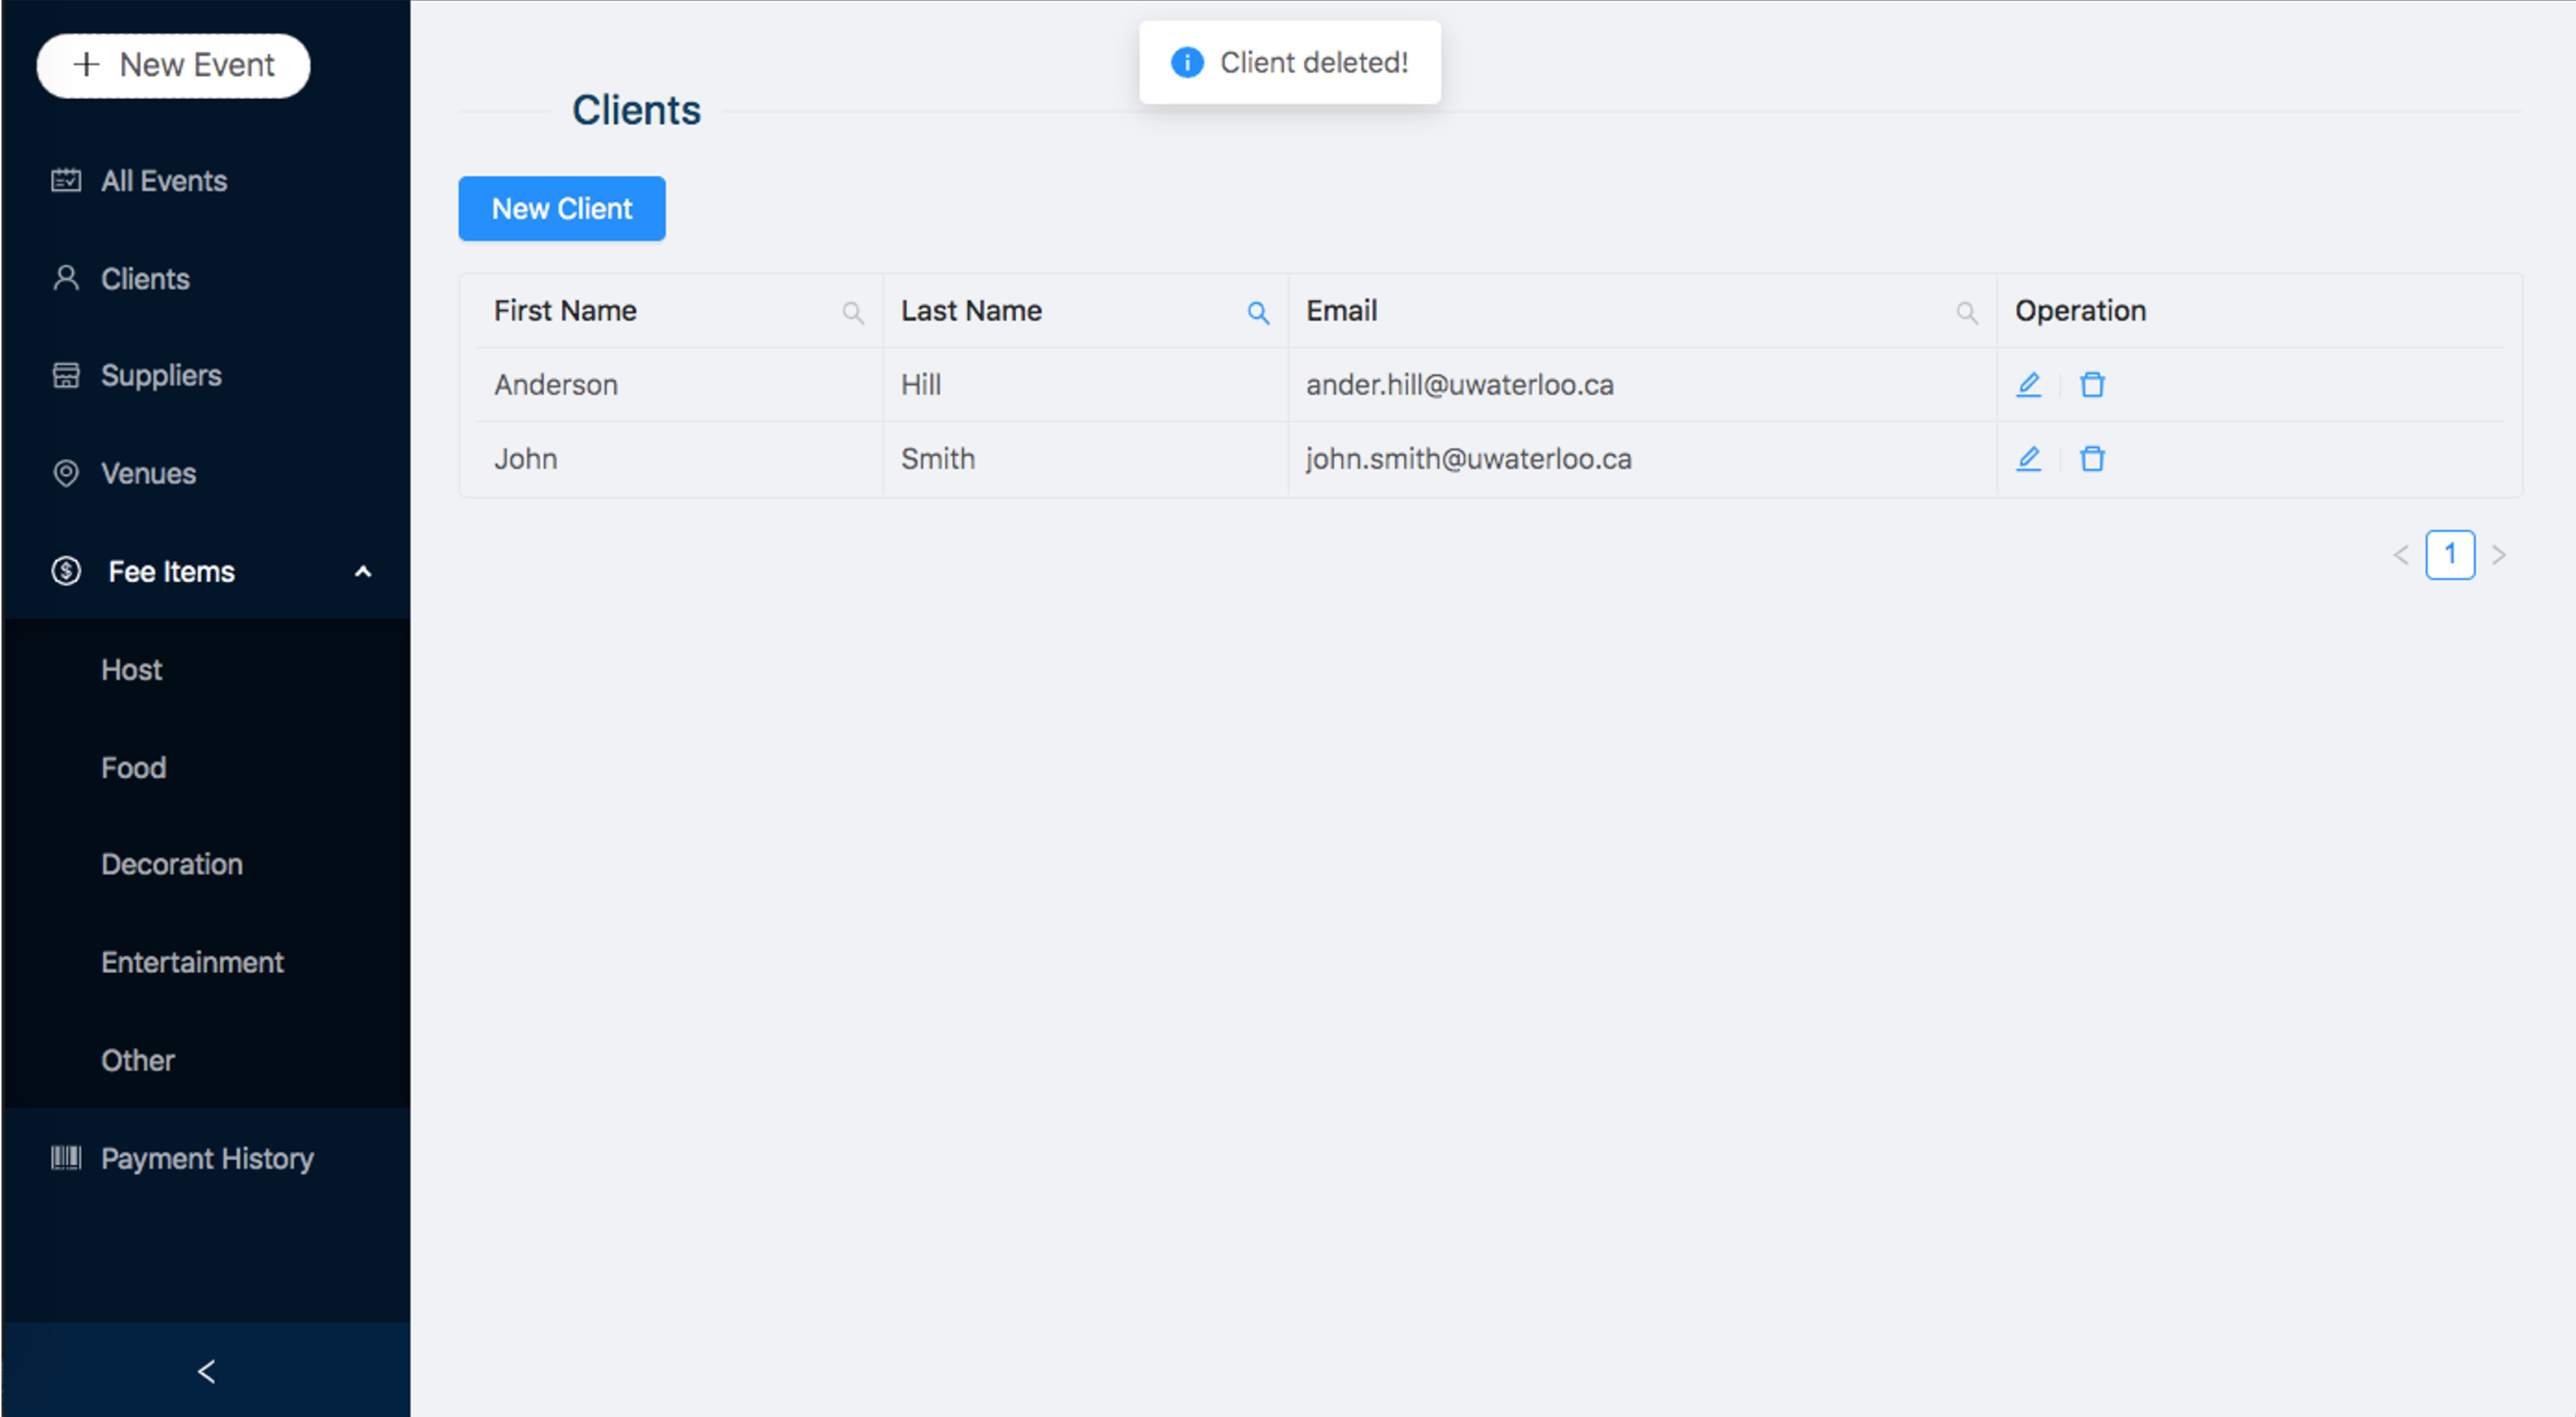 New Event
All Events
Clients
Suppliers
Venues
Fee Items
Host
Food
Decoration
Entertainment
Other
Payment History
Client deleted!
Clients
New Client
First Name Last Name Email Operation
Anderson Hill ander.hill@uwaterloo.ca
John Smith john.smith@uwaterloo.ca
1